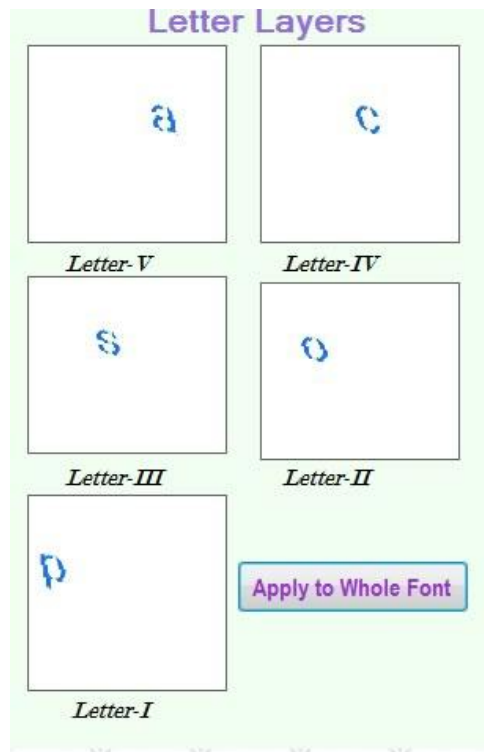 Letter Layers
a c
Letter-V Letter-IV
s o
Letter-III Letter-II
p
Apply to Whole Font
Letter-I